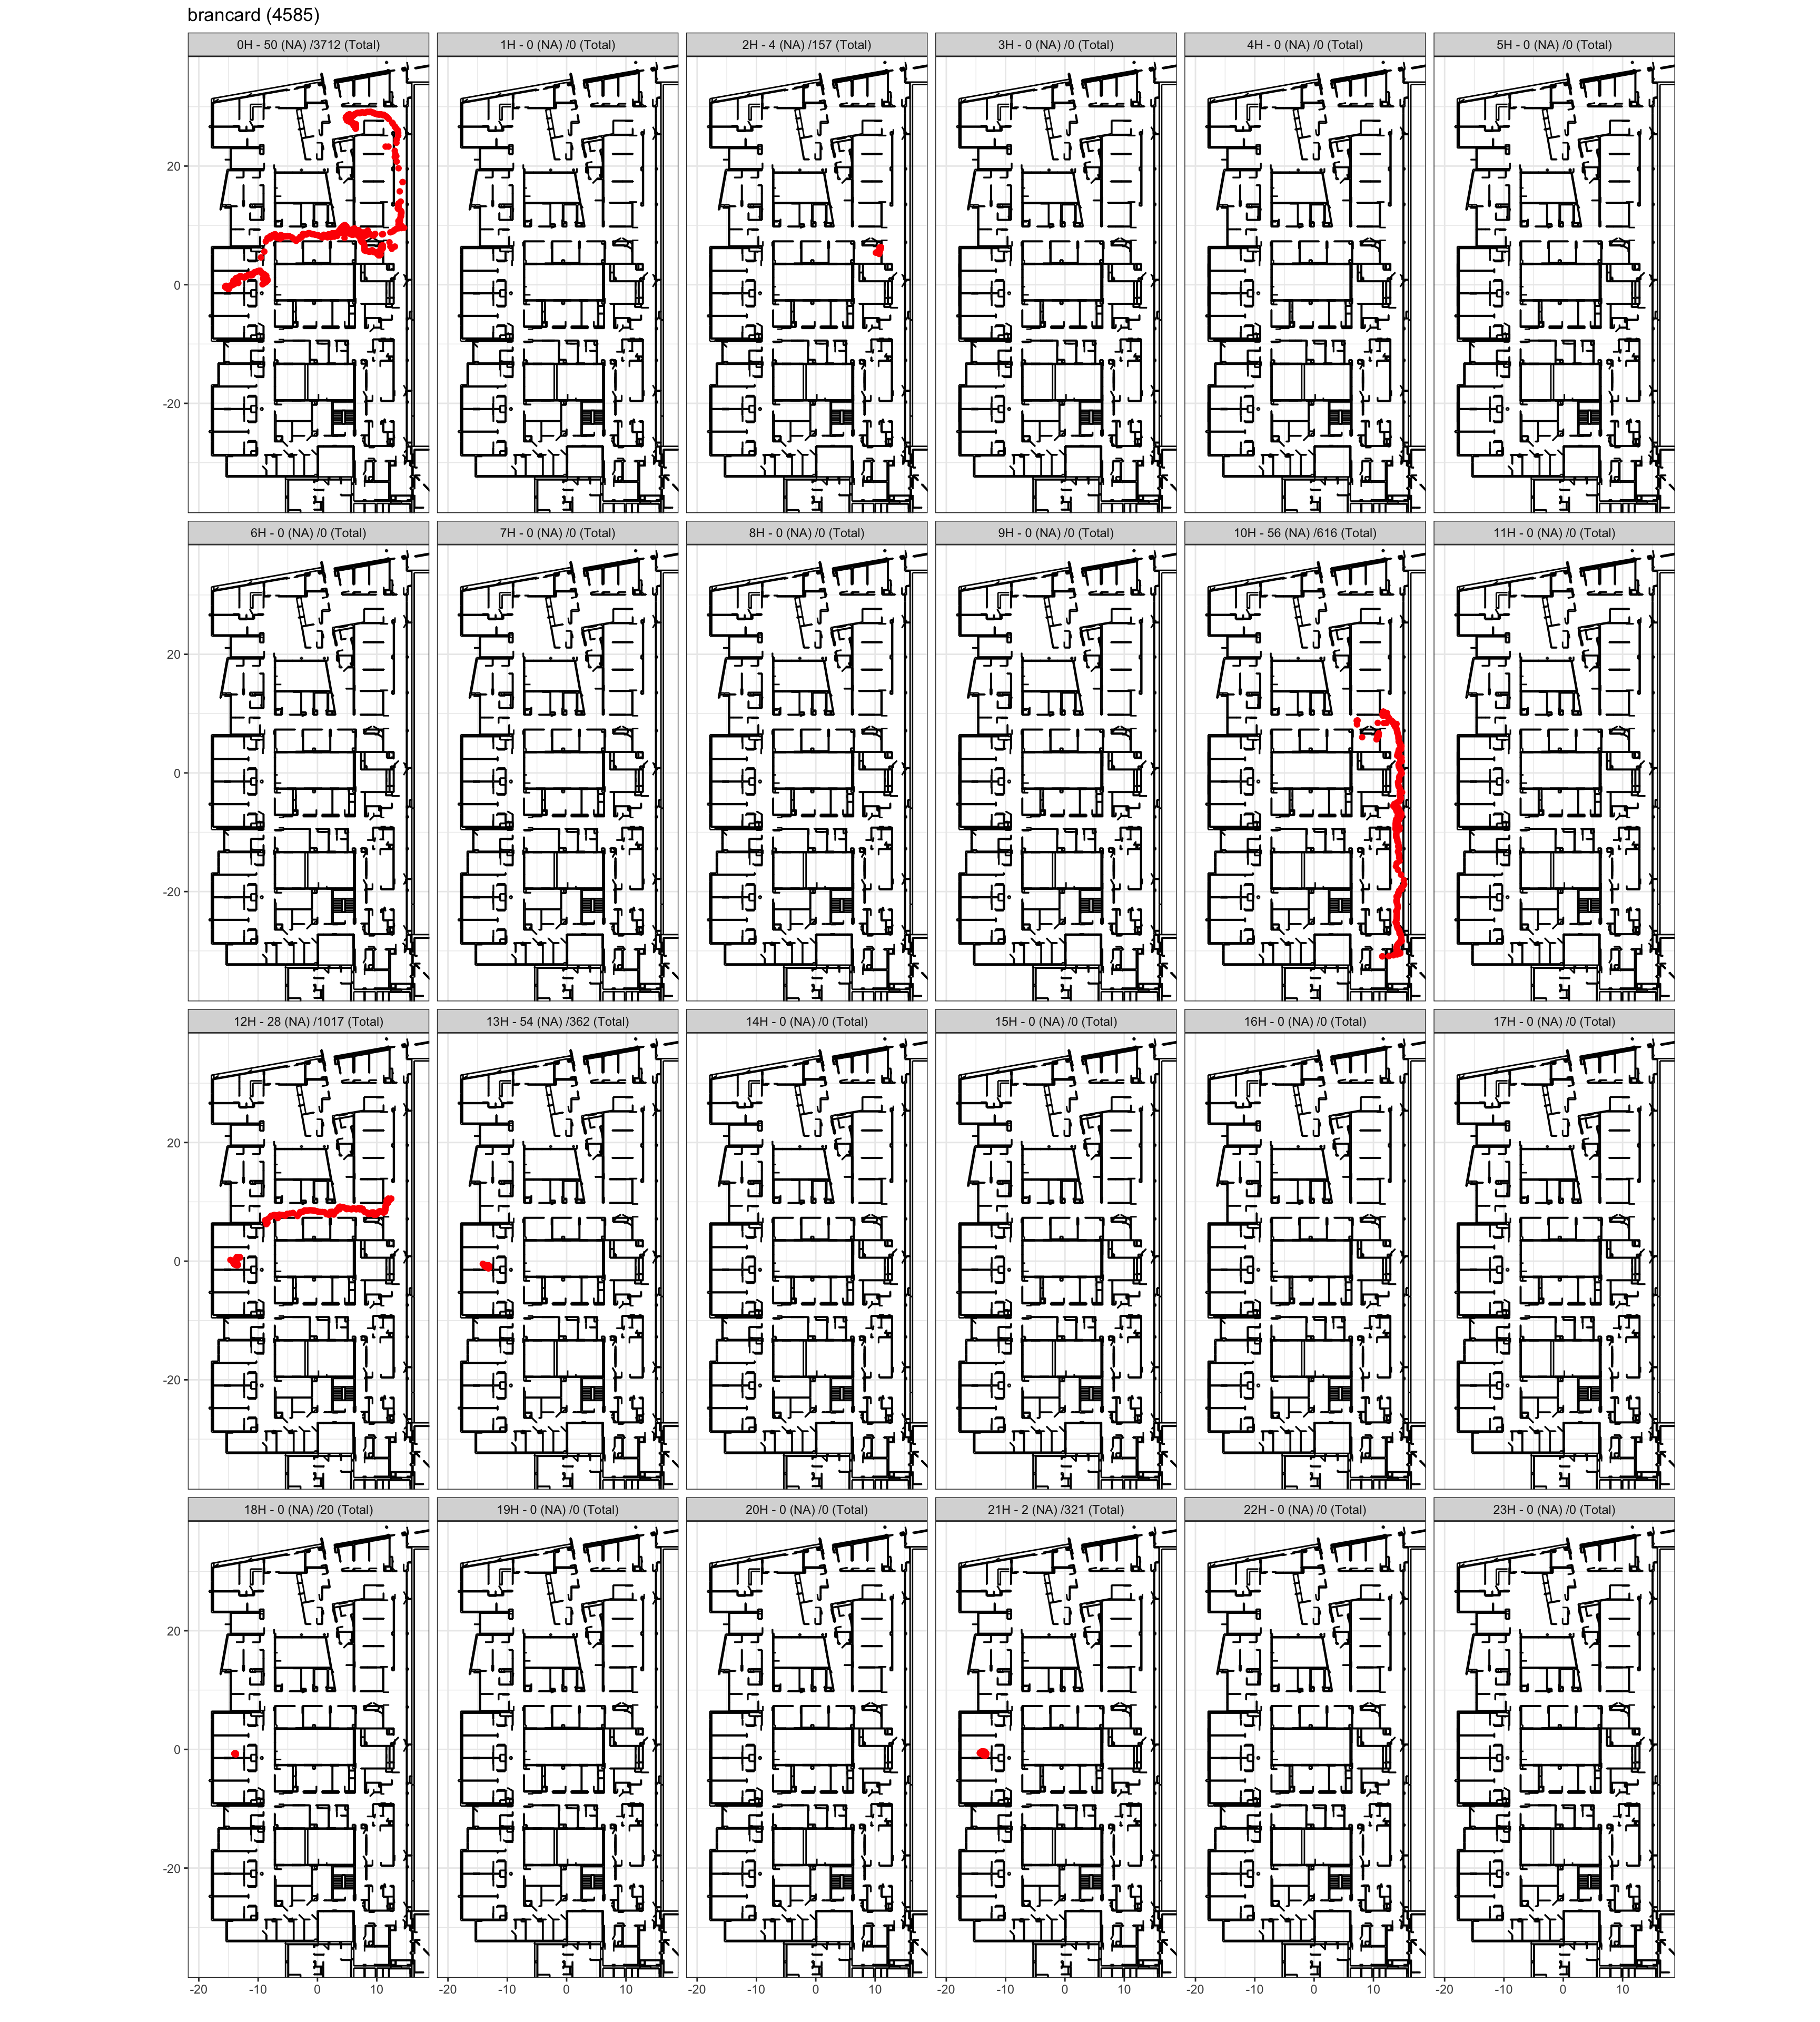 brancard (4585)
0H - 50 (NA) /3712 (Total) 1H - 0 (NA) /0 (Total) 2H - 4 (NA) /157 (Total) 3H - 0 (NA) /0 (Total) 4H - 0 (NA) /0 (Total) 5H - 0 (NA) /0 (Total)
20
0
-20
6H - 0 (NA) /0 (Total) 7H - 0 (NA) /0 (Total) 8H - 0 (NA) /0 (Total) 9H - 0 (NA) /0 (Total) 10H - 56 (NA) /616 (Total) 11H - 0 (NA) /0 (Total)
20
0
-20
12H - 28 (NA) /1017 (Total) 13H - 54 (NA) /362 (Total) 14H - 0 (NA) /0 (Total) 15H - 0 (NA) /0 (Total) 16H - 0 (NA) /0 (Total) 17H - 0 (NA) /0 (Total)
20
0
-20
18H - 0 (NA) /20 (Total) 19H - 0 (NA) /0 (Total) 20H - 0 (NA) /0 (Total) 21H - 2 (NA) /321 (Total) 22H - 0 (NA) /0 (Total) 23H - 0 (NA) /0 (Total)
20
0
-20
-20 -10 0 10 -20 -10 0 10 -20 -10 0 10 -20 -10 0 10 -20 -10 0 10 -20 -10 0 10